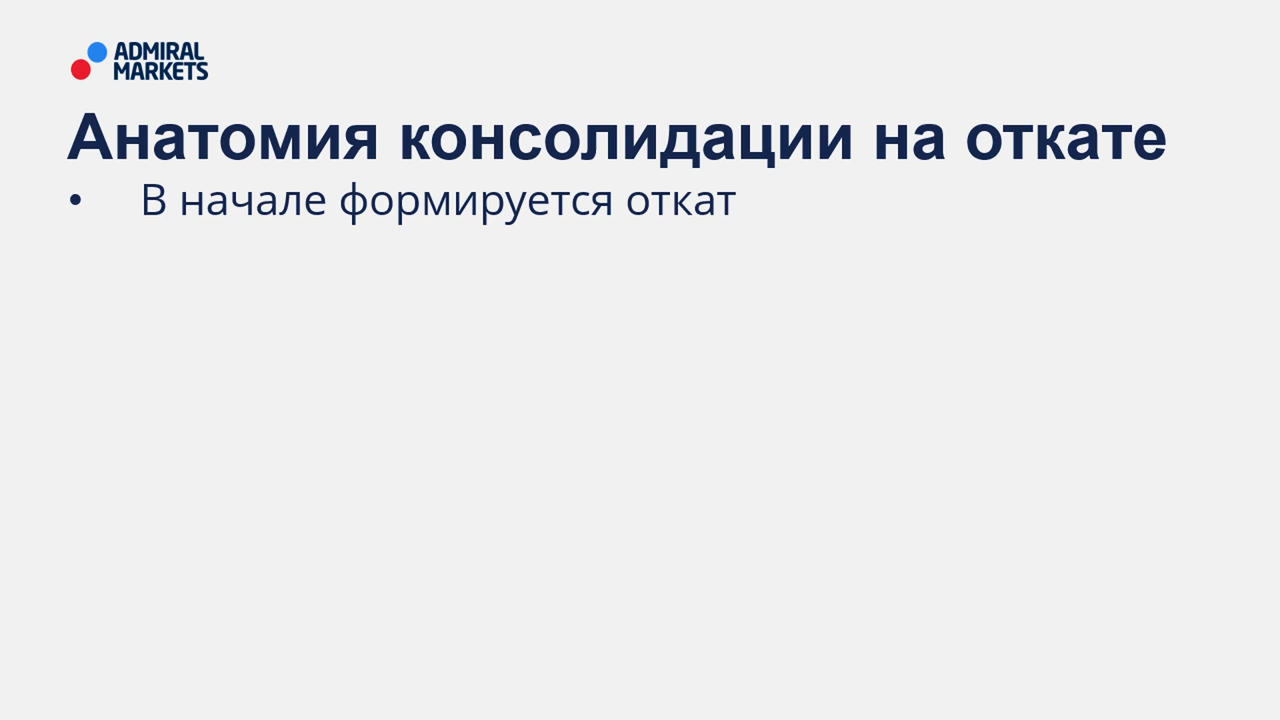 ADMIRAL
MARKETS
Анатомия консолидации на откате
• В начале формируется откат